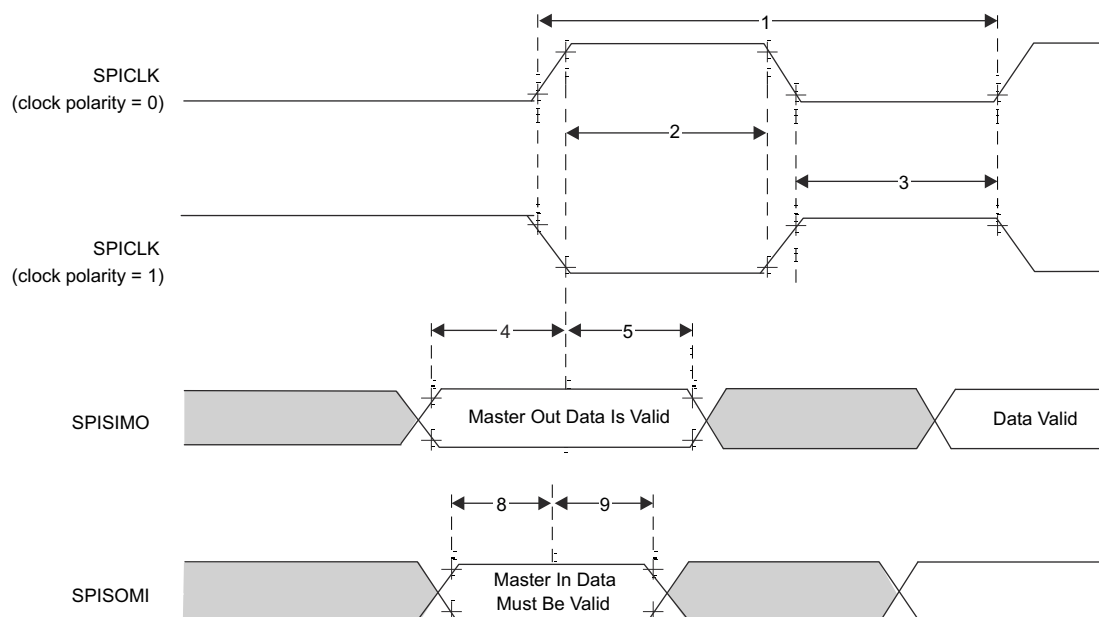 1
SPICLK
(clock polarity = 0)
2
3
SPICLK
(clock polarity = 1)
4
5
SPISIMO
Master Out Data Is Valid
Data Valid
8
9
SPISOMI
Master In Data
Must Be Valid